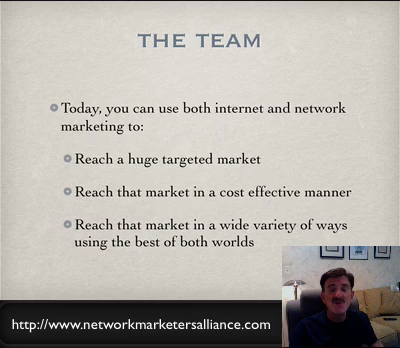 THE TEAM
Today, you can use both internet and network
marketing to:
Reach a huge targeted market
Reach that market in a cost effective manner
Reach that market in a wide variety of ways
using the best of both worlds
http://www.networkmarketersalliance.com